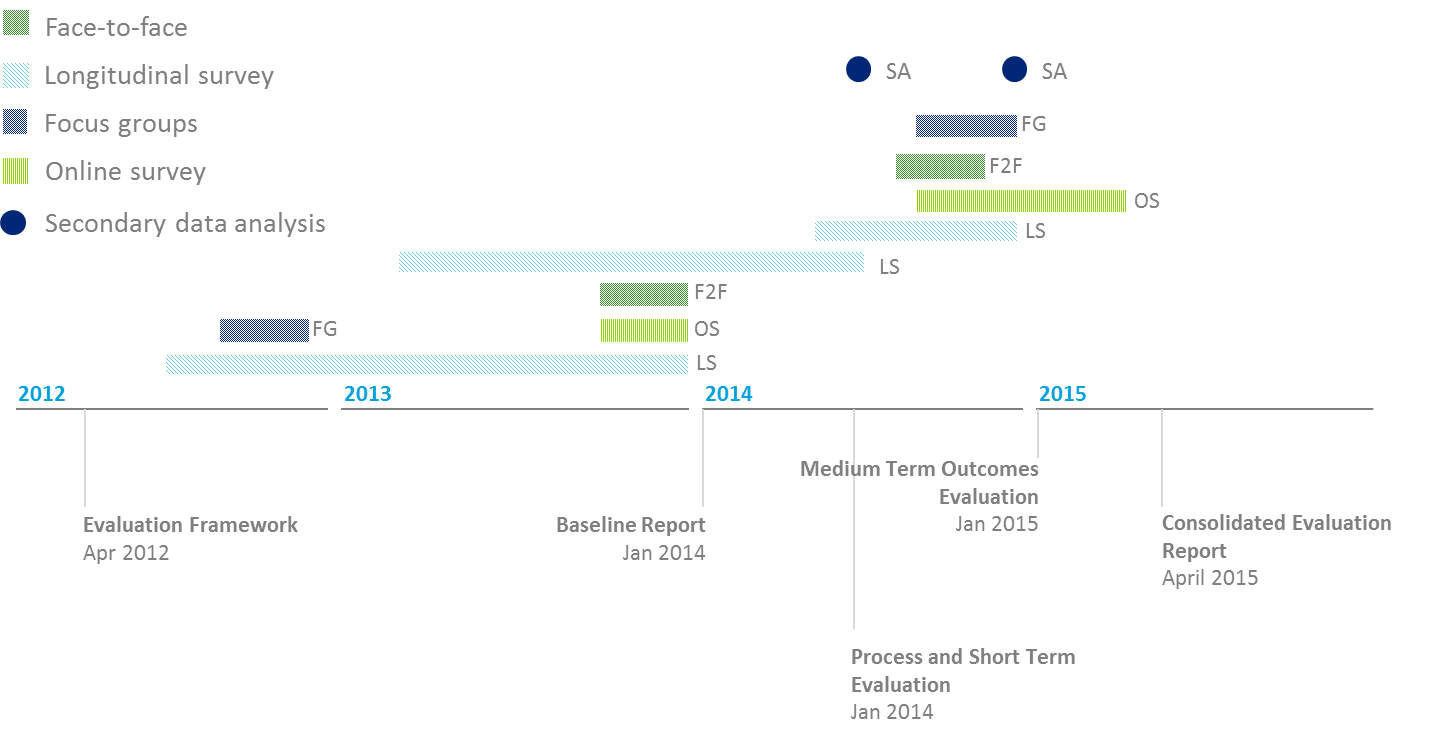 Face-to-face
Longitudinal survey
Focus groups
Online survey
Secondary data analysis
SA
SA
FG
F2F
OS
LS
LS
F2F
FG
OS
LS
2012
2013
2014
2015
Medium Term Outcomes
Evaluation
Jan 2015
Evaluation Framework
Apr 2012
Baseline Report
Jan 2014
Consolidated Evaluation
Report
April 2015
Process and Short Term
Evaluation
Jan 2014